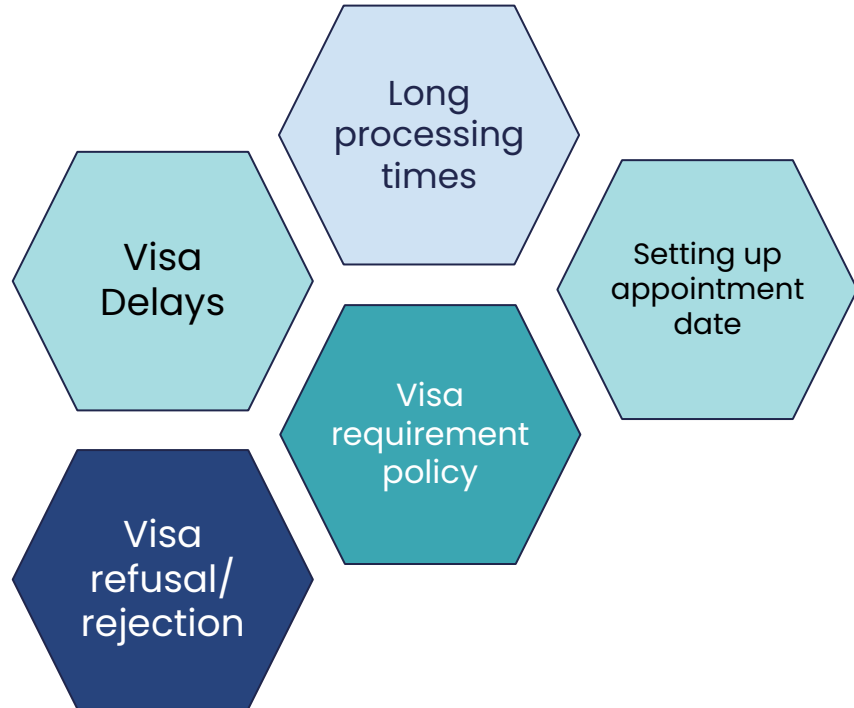 Long
processing
times
Visa
Delays
Setting up
appointment
date
Visa
requirement
policy
Visa
refusal/
rejection